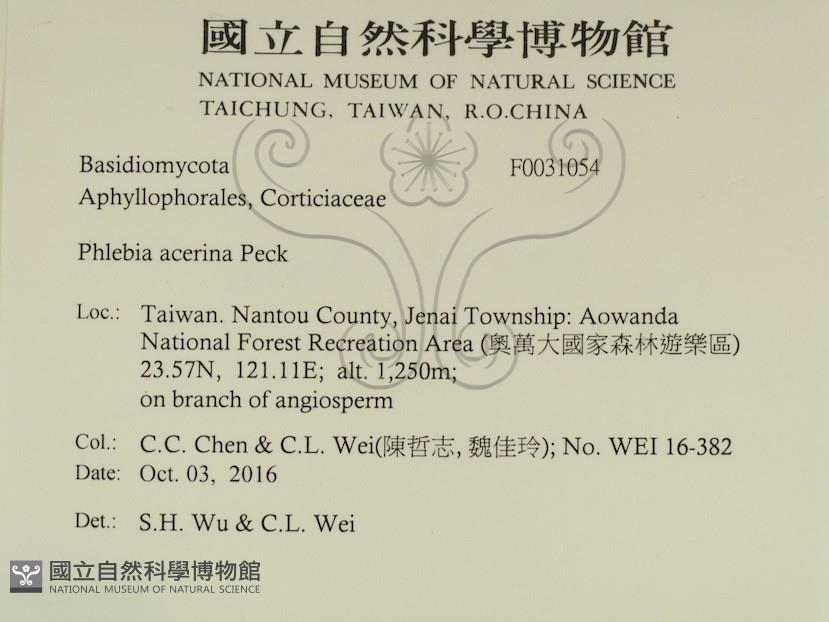 國立自然科學博物館
NATIONAL MUSEUM OF NATURAL SCIENCE
TAICHUNG, TAIWAN, R.O.CHINA
Basidiomycota F0031054
Aphyllophorales, Corticiaceae
Phlebia acerina Peck
Loc.: Taiwan. Nantou County, Jenai Township: Aowanda
National Forest Recreation Area (奧萬大國家森林遊樂區)
23.57N, 121.11E; alt. 1,250m;
on branch of angiosperm
Col.: C.C. Chen & C.L. Wei(陳哲志, 魏佳玲); No. WEI 16-382
Date: Oct. 03, 2016
Det.: S.H. Wu & C.L. Wei
國立自然科學博物館
NATIONAL MUSEUM OF NATURAL SCIENCE